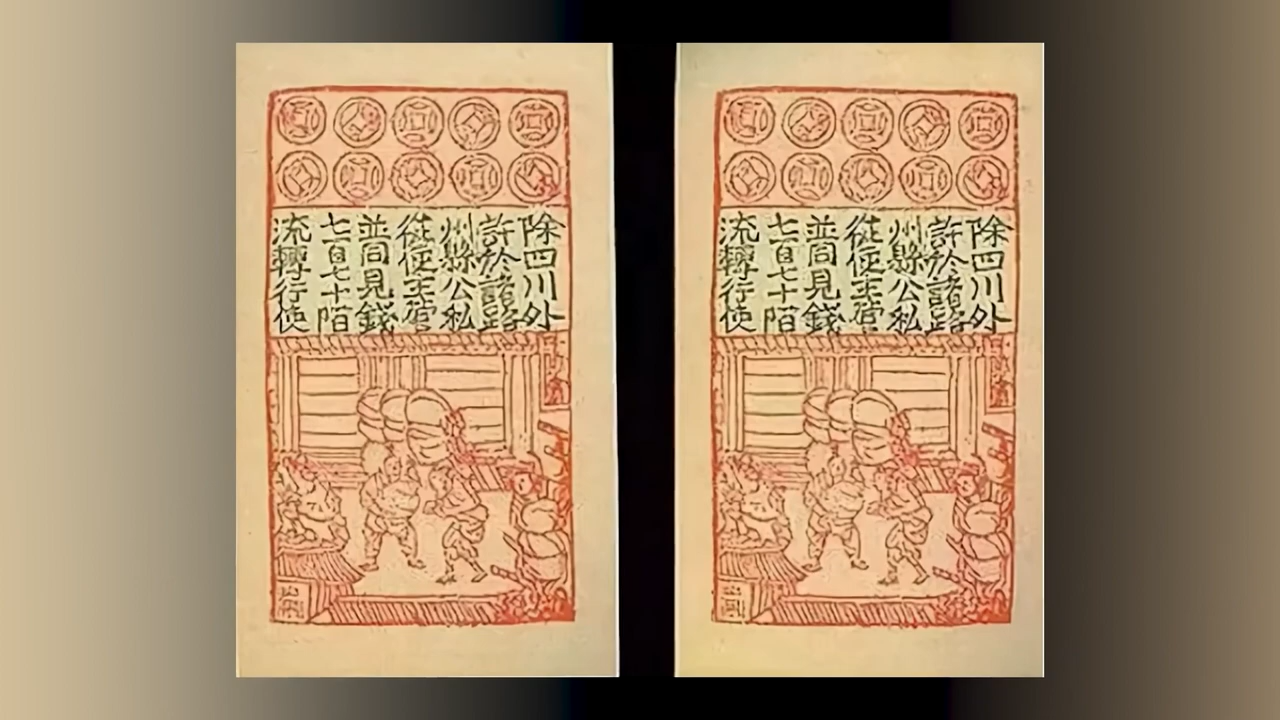 除四川外
許於諸路
州縣公私
從便主管
並同見錢
七百七十陌
流轉行使
除四川外
許於諸路
州縣公私
從便主管
並同見錢
七百七十陌
流轉行使